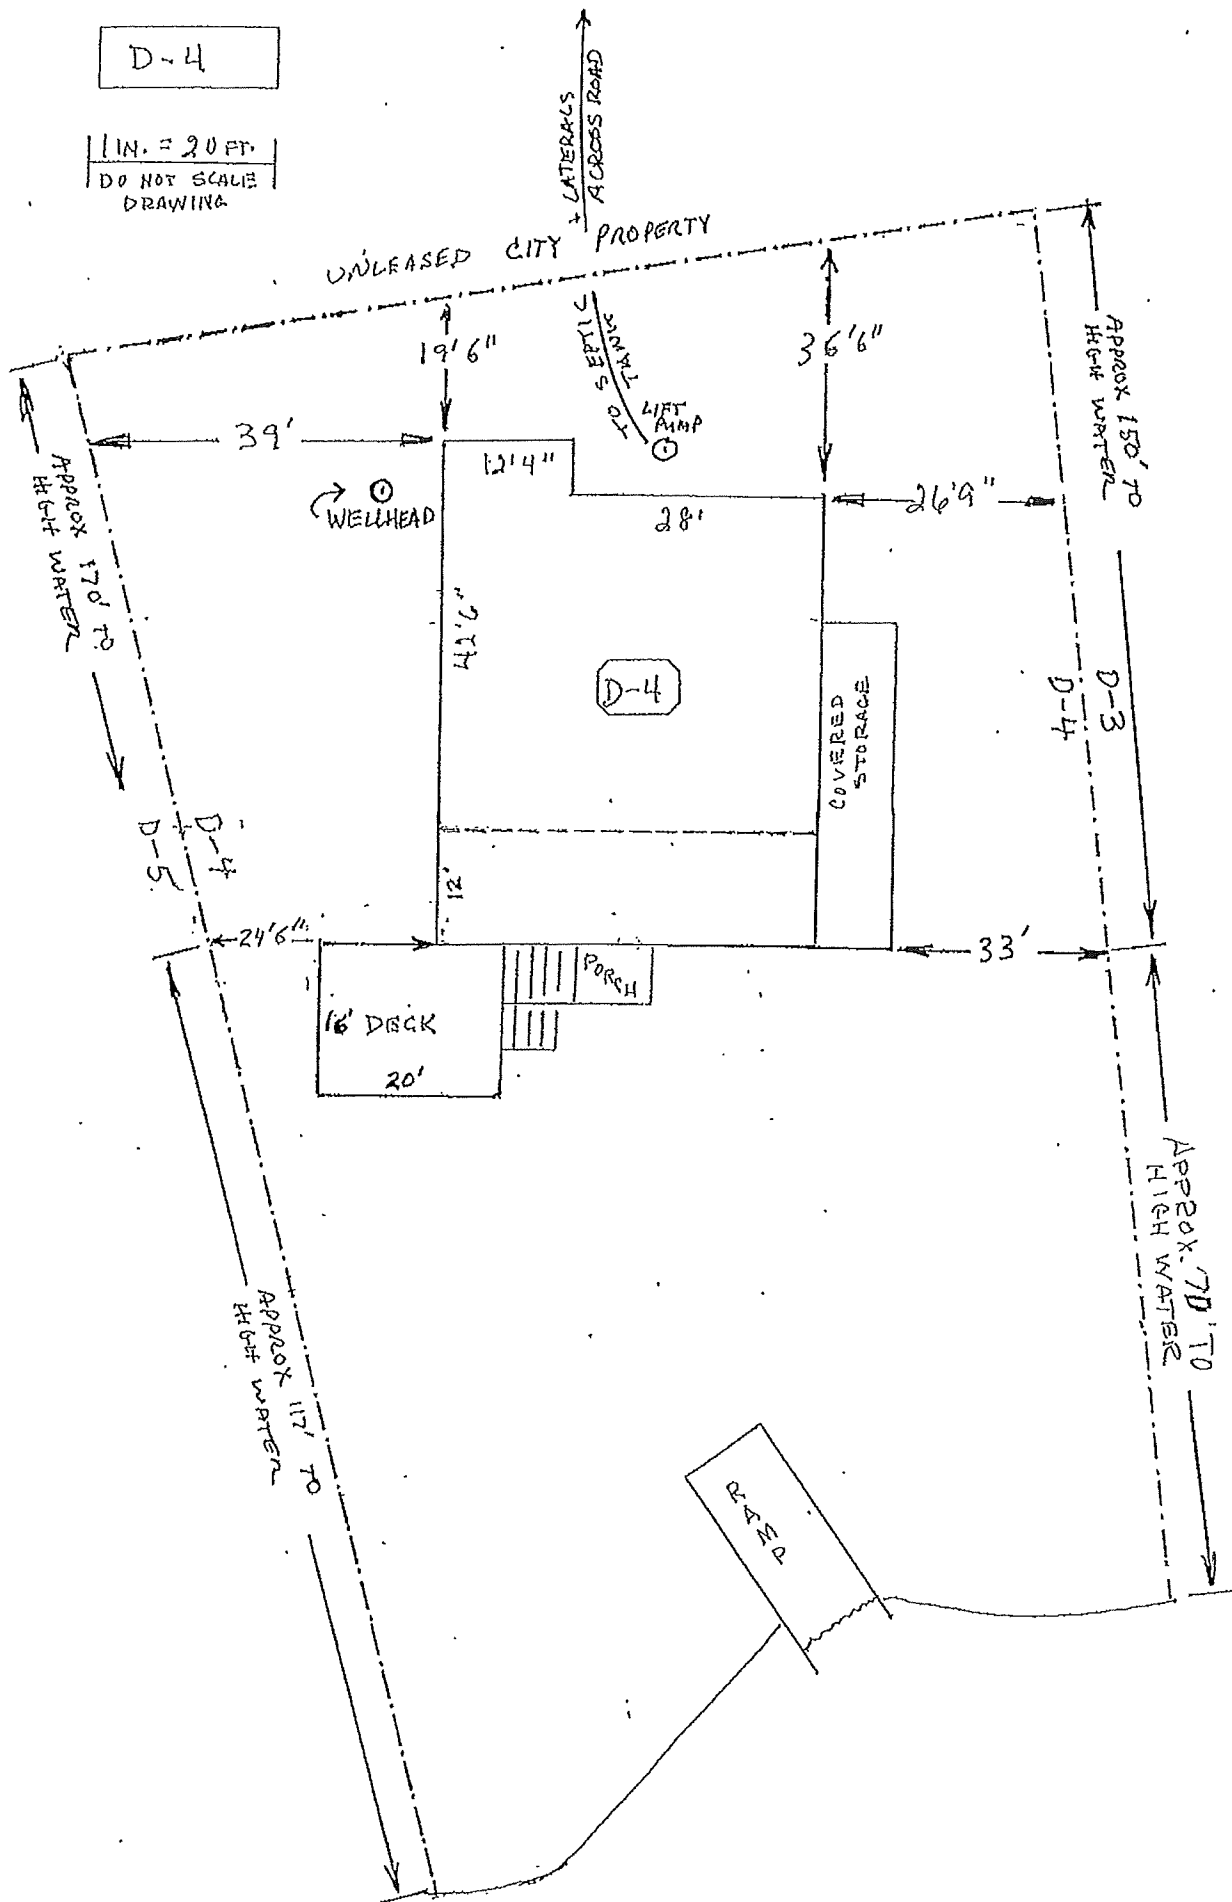 D-4
1 IN. = 20 FT.
DO NOT SCALE
DRAWING
+ LATERALS
ACROSS ROAD
UNLEASED CITY PROPERTY
19'6"
TO SEPTIC
TANK
36'6"
LIFT
PUMP
APPROX 150' TO
HIGH WATER
39'
12'4"
WELLHEAD
28'
26'9"
APPROX 170' TO
HIGH WATER
D-4
COVERED
STORAGE
D-3
D-4
D-4
D-5
12'
24'6"
PORCH
33'
16' DECK
20'
APPROX. 70' TO
HIGH WATER
APPROX 117' TO
HIGH WATER
RAMP